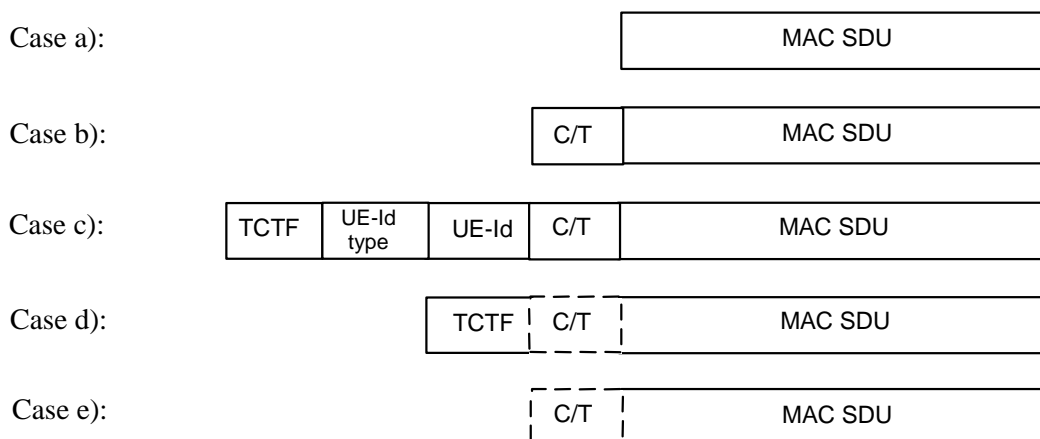 Case a): MAC SDU
Case b): C/T MAC SDU
Case c): TCTF UE-Id type UE-Id C/T MAC SDU
Case d): TCTF C/T MAC SDU
Case e): C/T MAC SDU